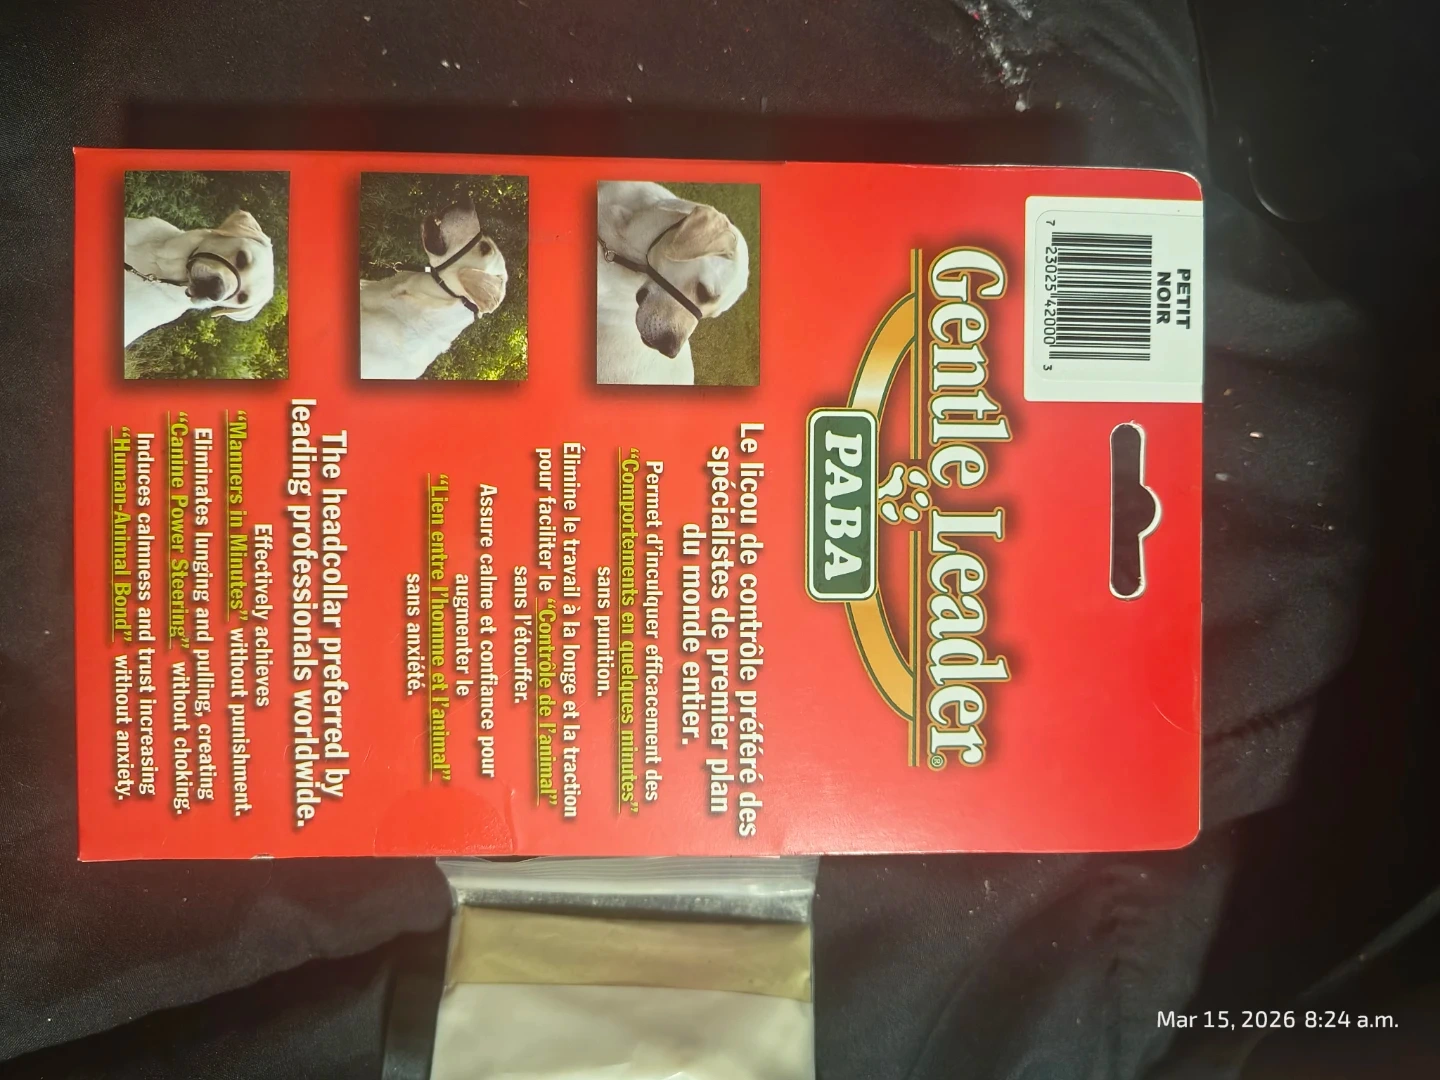 PETIT
NOIR
7 23025 42000 3
Gentle Leader®
PABA
Le licou de contrôle préféré des
spécialistes de premier plan
du monde entier.
Permet d'inculquer efficacement des
“Comportements en quelques minutes”
sans punition.
Élimine le travail à la longe et la traction
pour faciliter le “Contrôle de l'animal”
sans l'étouffer.
Assure calme et confiance pour
augmenter le
“Lien entre l'homme et l'animal”
sans anxiété.
The headcollar preferred by
leading professionals worldwide.
Effectively achieves
“Manners in Minutes” without punishment.
Eliminates lunging and pulling, creating
“Canine Power Steering” without choking.
Induces calmness and trust increasing
“Human-Animal Bond” without anxiety.
Mar 15, 2026 8:24 a.m.